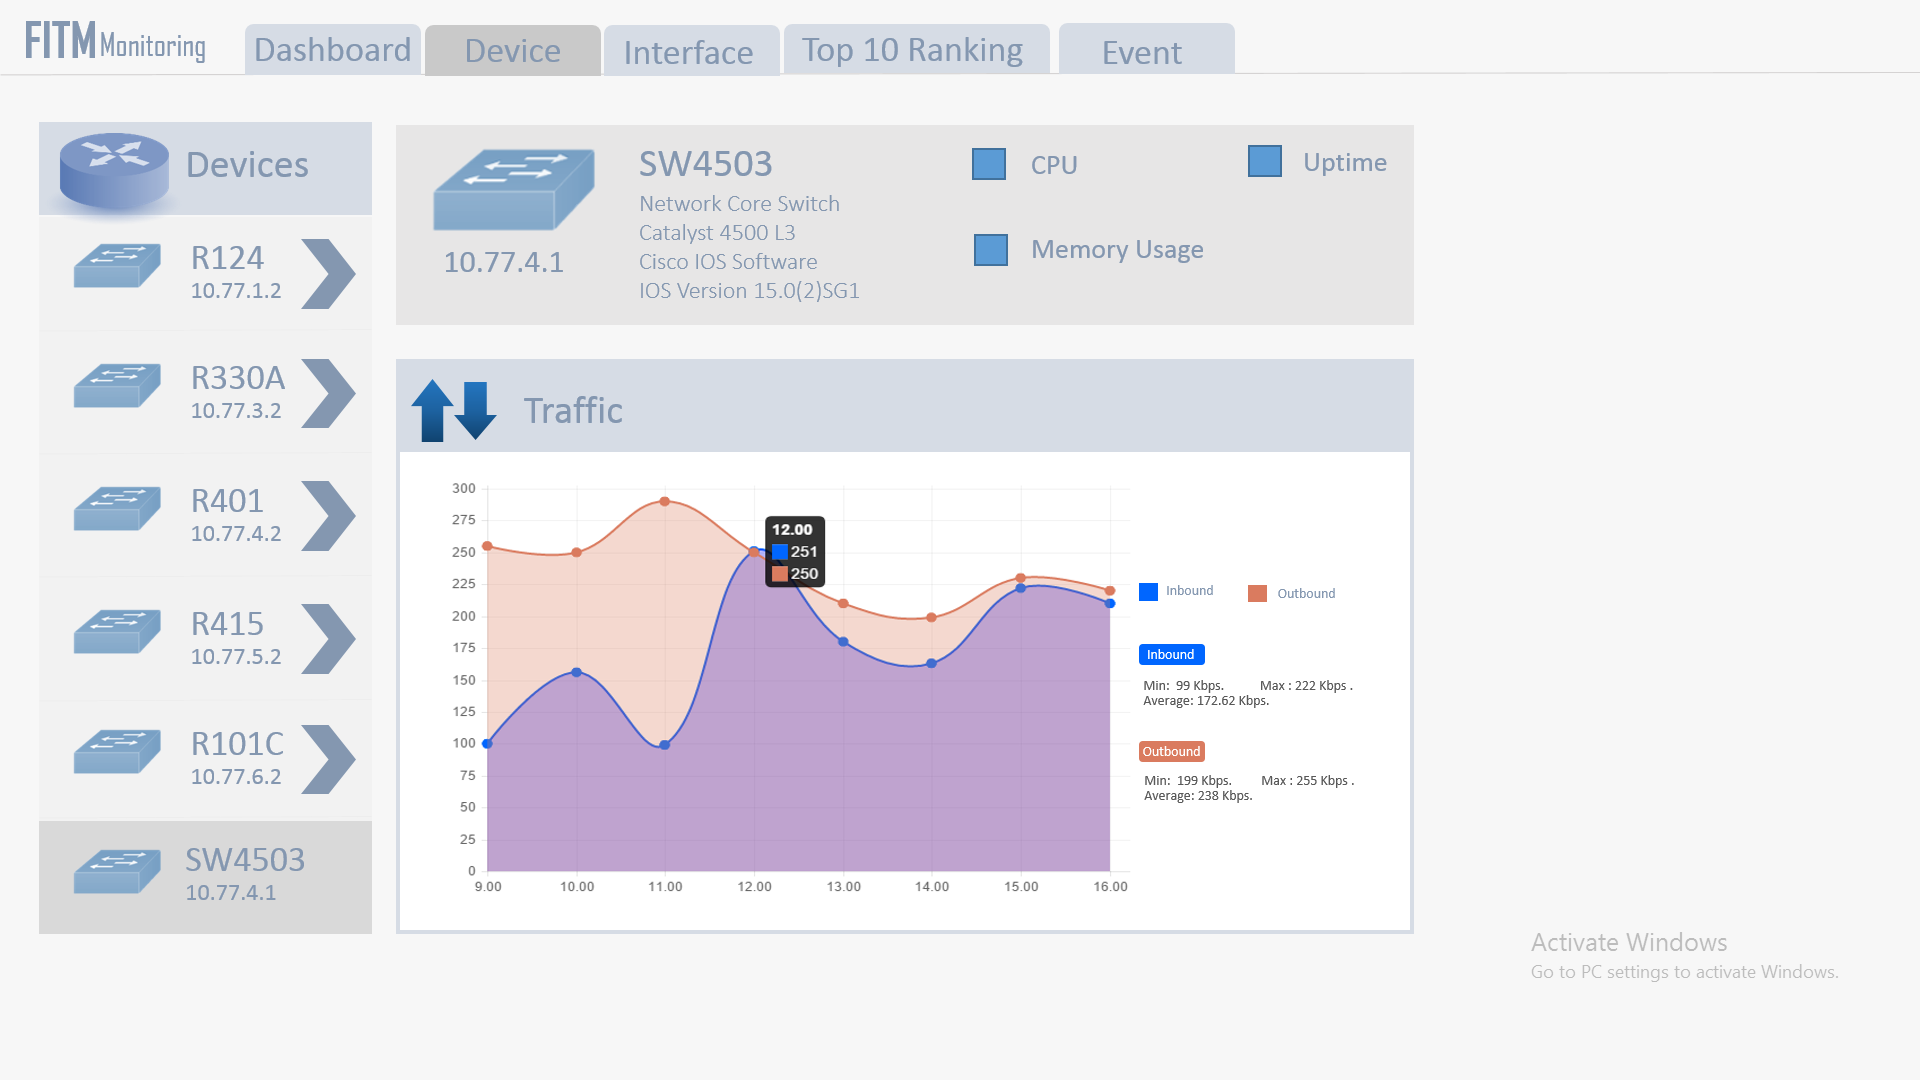 FITM Monitoring
Dashboard
Device
Interface
Top 10 Ranking
Event
Devices
R124
10.77.1.2
R330A
10.77.3.2
R401
10.77.4.2
R415
10.77.5.2
R101C
10.77.6.2
SW4503
10.77.4.1
10.77.4.1
SW4503
Network Core Switch
Catalyst 4500 L3
Cisco IOS Software
IOS Version 15.0(2)SG1
CPU
Uptime
Memory Usage
Traffic
300
275
250
225
200
175
150
125
100
75
50
25
0
9.00 10.00 11.00 12.00 13.00 14.00 15.00 16.00
12.00
251
250
Inbound
Outbound
Inbound
Min: 99 Kbps. Max : 222 Kbps .
Average: 172.62 Kbps.
Outbound
Min: 199 Kbps. Max : 255 Kbps .
Average: 238 Kbps.
Activate Windows
Go to PC settings to activate Windows.